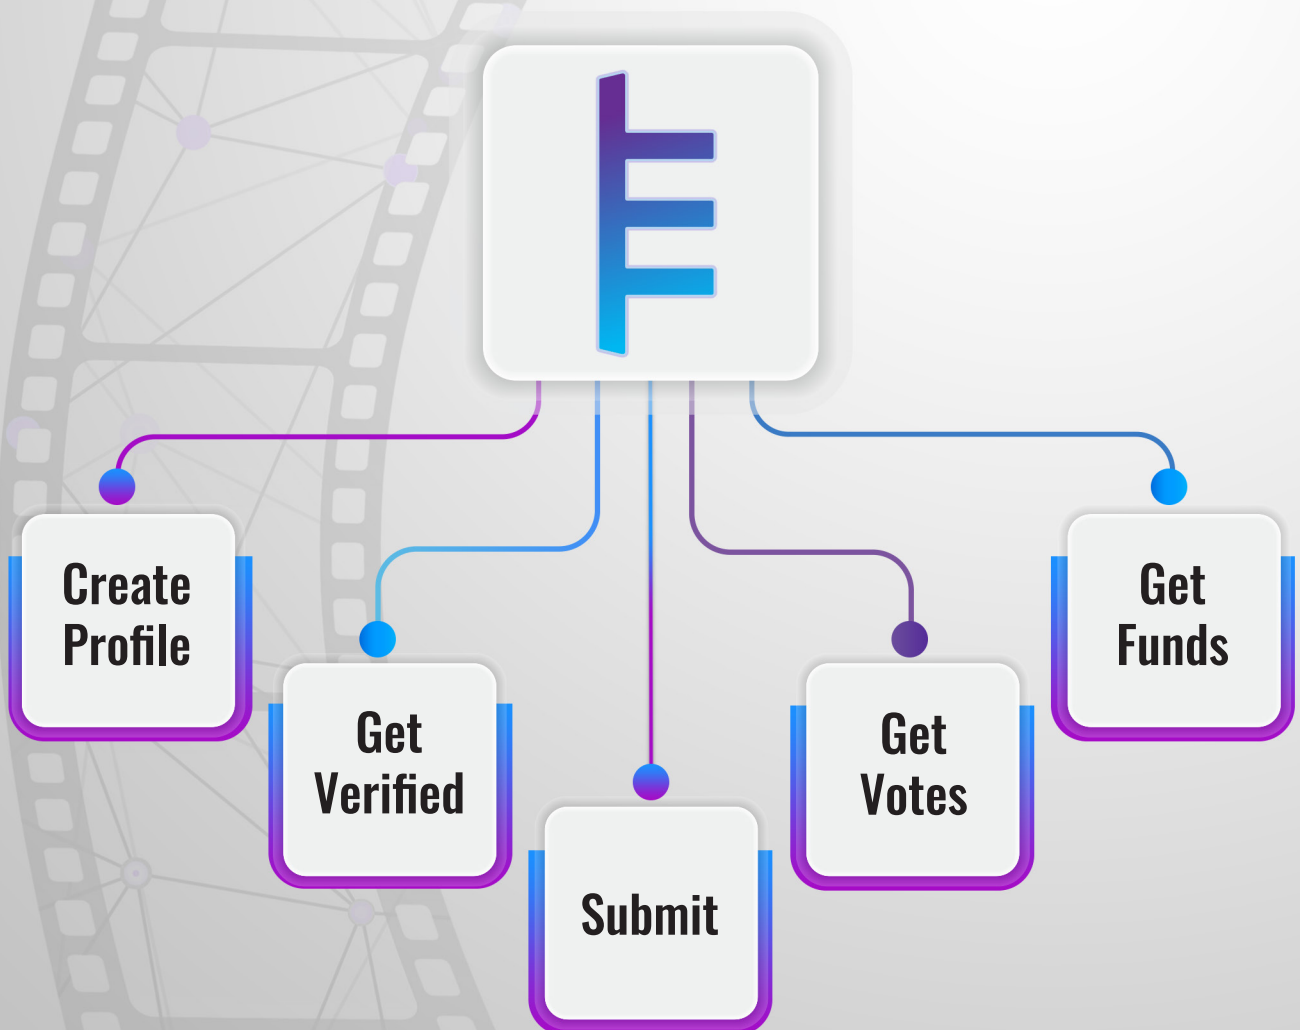 Create
Profile
Get
Verified
Submit
Get
Votes
Get
Funds